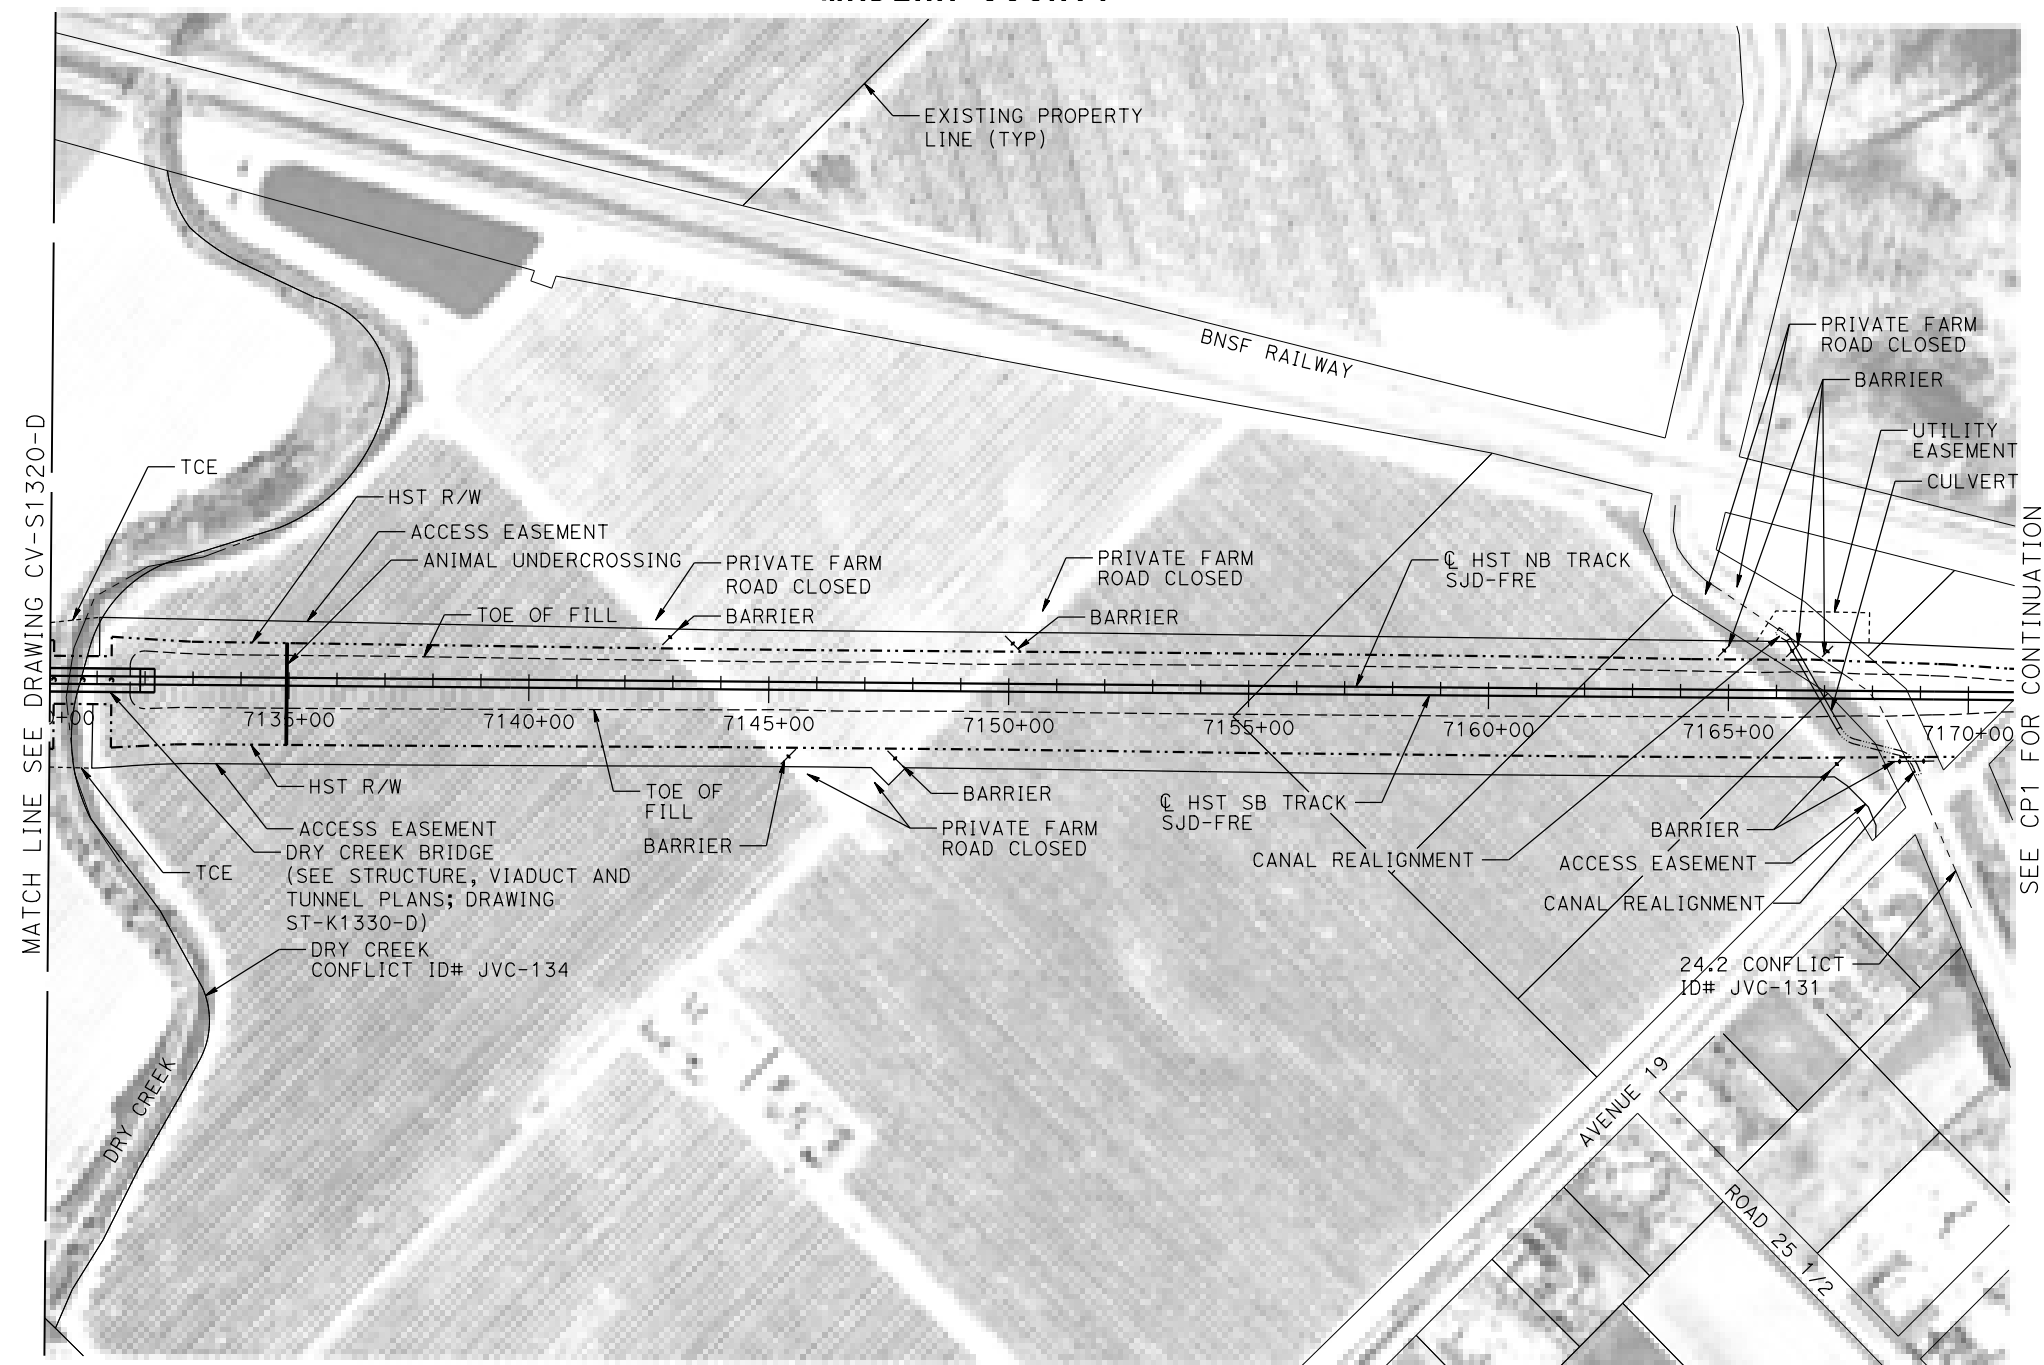 EXISTING PROPERTY
LINE (TYP)
BNSF RAILWAY
PRIVATE FARM
ROAD CLOSED
BARRIER
UTILITY
EASEMENT
CULVERT
MATCH LINE SEE DRAWING CV-S1320-D
TCE
HST R/W
ACCESS EASEMENT
ANIMAL UNDERCROSSING
TOE OF FILL
PRIVATE FARM
ROAD CLOSED
BARRIER
PRIVATE FARM
ROAD CLOSED
BARRIER
℄ HST NB TRACK
SJD-FRE
SEE CP1 FOR CONTINUATION
+00
7135+00
7140+00
7145+00
7150+00
7155+00
7160+00
7165+00
7170+00
HST R/W
ACCESS EASEMENT
DRY CREEK BRIDGE
(SEE STRUCTURE, VIADUCT AND
TUNNEL PLANS; DRAWING
ST-K1330-D)
TCE
DRY CREEK
CONFLICT ID# JVC-134
TOE OF
FILL
BARRIER
BARRIER
PRIVATE FARM
ROAD CLOSED
℄ HST SB TRACK
SJD-FRE
CANAL REALIGNMENT
BARRIER
ACCESS EASEMENT
CANAL REALIGNMENT
24.2 CONFLICT
ID# JVC-131
DRY CREEK
AVENUE 19
ROAD 25 1/2